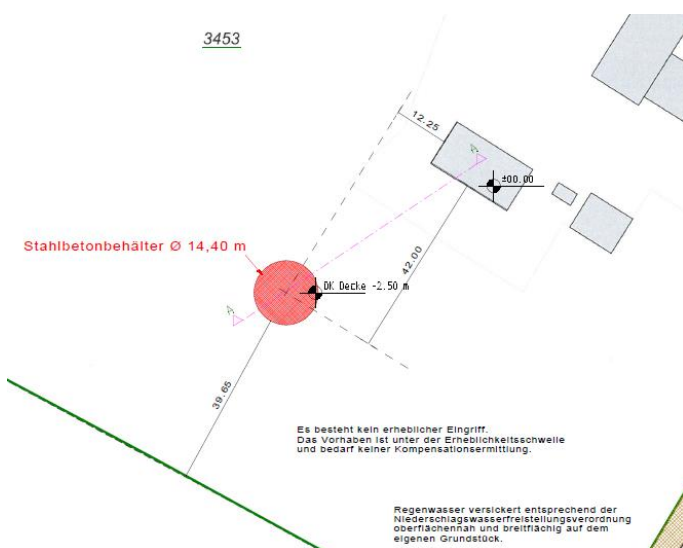 3453
12.25
A
±00.00
Stahlbetonbehälter Ø 14,40 m
42.00
OK Decke -2.50 m
A
39.65
Es besteht kein erheblicher Eingriff.
Das Vorhaben ist unter der Erheblichkeitsschwelle
und bedarf keiner Kompensationsermittlung.
Regenwasser versickert entsprechend der
Niederschlagswasserfreistellungsverordnung
oberflächennah und breitflächig auf dem
eigenen Grundstück.